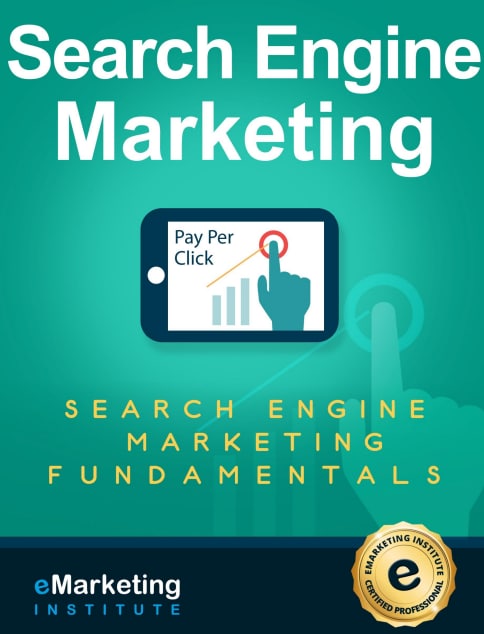 Search Engine
Marketing
Pay Per
Click
SEARCH ENGINE
MARKETING
FUNDAMENTALS
eMarketing
INSTITUTE
EMARKETING INSTITUTE
e
CERTIFIED PROFESSIONAL